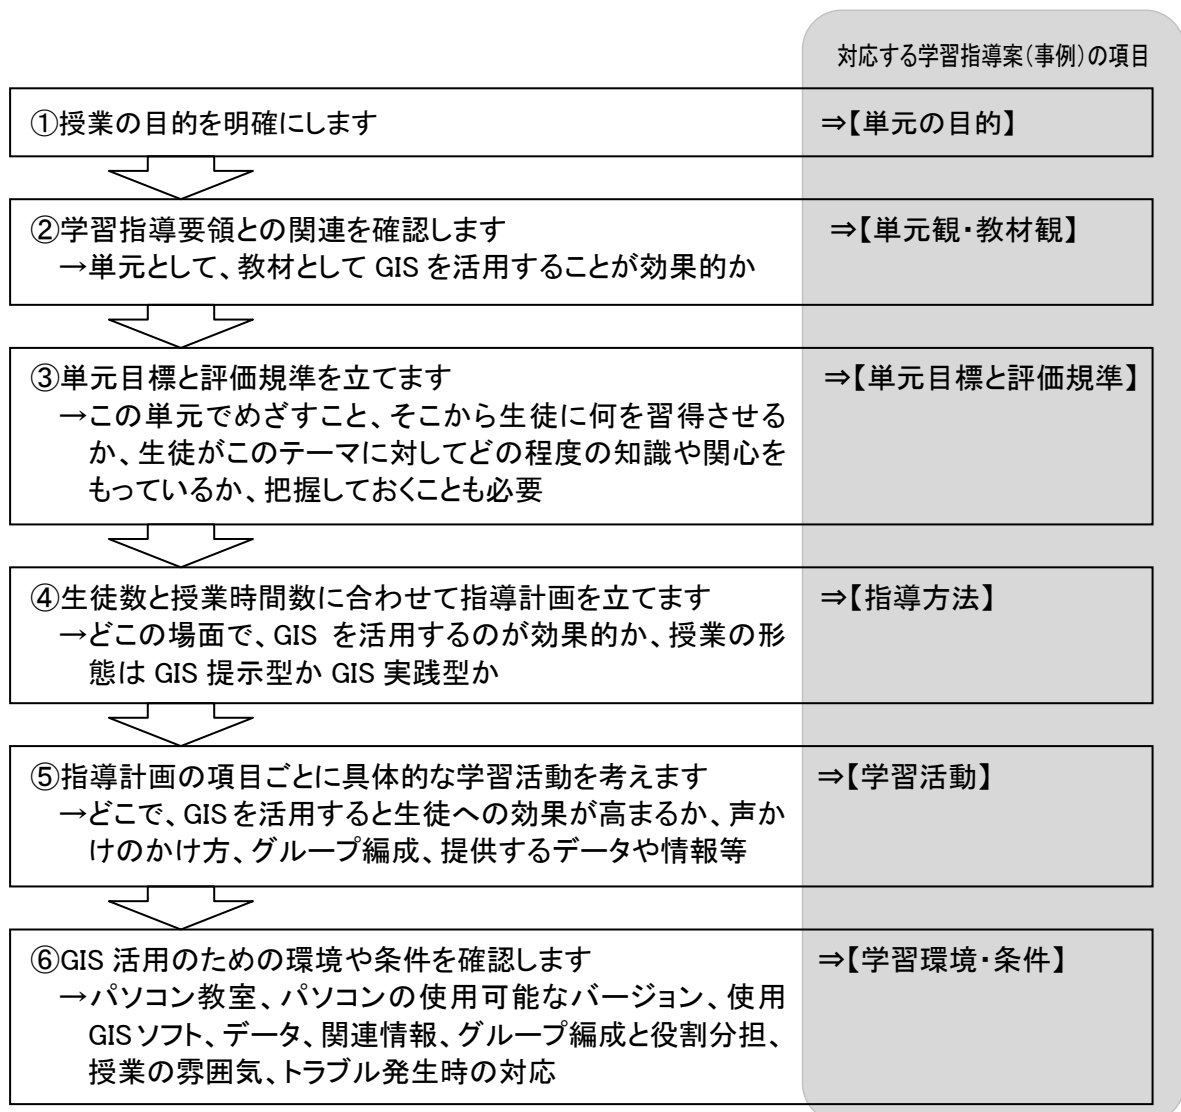 対応する学習指導案(事例)の項目
①授業の目的を明確にします ⇒【単元の目的】
②学習指導要領との関連を確認します ⇒【単元観・教材観】
→単元として、教材として GIS を活用することが効果的か
③単元目標と評価規準を立てます ⇒【単元目標と評価規準】
→この単元でめざすこと、そこから生徒に何を習得させる
か、生徒がこのテーマに対してどの程度の知識や関心を
もっているか、把握しておくことも必要
④生徒数と授業時間数に合わせて指導計画を立てます ⇒【指導方法】
→どこの場面で、GIS を活用するのが効果的か、授業の形
態は GIS 提示型か GIS 実践型か
⑤指導計画の項目ごとに具体的な学習活動を考えます ⇒【学習活動】
→どこで、GIS を活用すると生徒への効果が高まるか、声か
けのかけ方、グループ編成、提供するデータや情報等
⑥GIS 活用のための環境や条件を確認します ⇒【学習環境・条件】
→パソコン教室、パソコンの使用可能なバージョン、使用
GIS ソフト、データ、関連情報、グループ編成と役割分担、
授業の雰囲気、トラブル発生時の対応